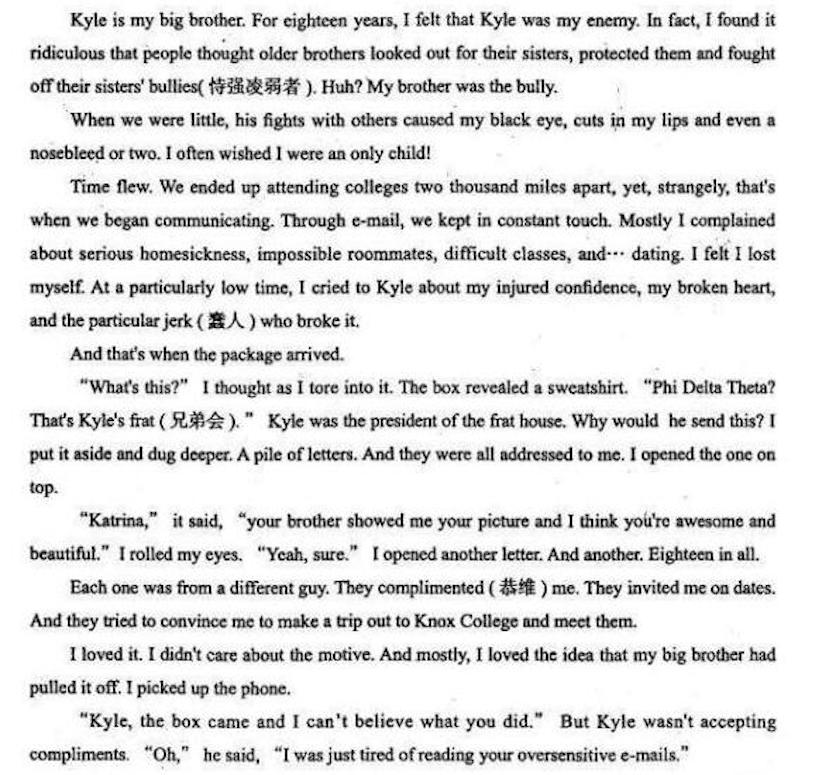 Kyle is my big brother. For eighteen years, I felt that Kyle was my enemy. In fact, I found it
ridiculous that people thought older brothers looked out for their sisters, protected them and fought
off their sisters' bullies( 恃强凌弱者 ). Huh? My brother was the bully.
When we were little, his fights with others caused my black eye, cuts in my lips and even a
nosebleed or two. I often wished I were an only child!
Time flew. We ended up attending colleges two thousand miles apart, yet, strangely, that's
when we began communicating. Through e-mail, we kept in constant touch. Mostly I complained
about serious homesickness, impossible roommates, difficult classes, and… dating. I felt I lost
myself. At a particularly low time, I cried to Kyle about my injured confidence, my broken heart,
and the particular jerk ( 蠢人 ) who broke it.
And that's when the package arrived.
“What's this?” I thought as I tore into it. The box revealed a sweatshirt. “Phi Delta Theta?
That's Kyle's frat ( 兄弟会 ). ” Kyle was the president of the frat house. Why would he send this? I
put it aside and dug deeper. A pile of letters. And they were all addressed to me. I opened the one on
top.
“Katrina,” it said, “your brother showed me your picture and I think you're awesome and
beautiful.” I rolled my eyes. “Yeah, sure.” I opened another letter. And another. Eighteen in all.
Each one was from a different guy. They complimented ( 恭维 ) me. They invited me on dates.
And they tried to convince me to make a trip out to Knox College and meet them.
I loved it. I didn't care about the motive. And mostly, I loved the idea that my big brother had
pulled it off. I picked up the phone.
“Kyle, the box came and I can't believe what you did.” But Kyle wasn't accepting
compliments. “Oh,” he said, “I was just tired of reading your oversensitive e-mails.”